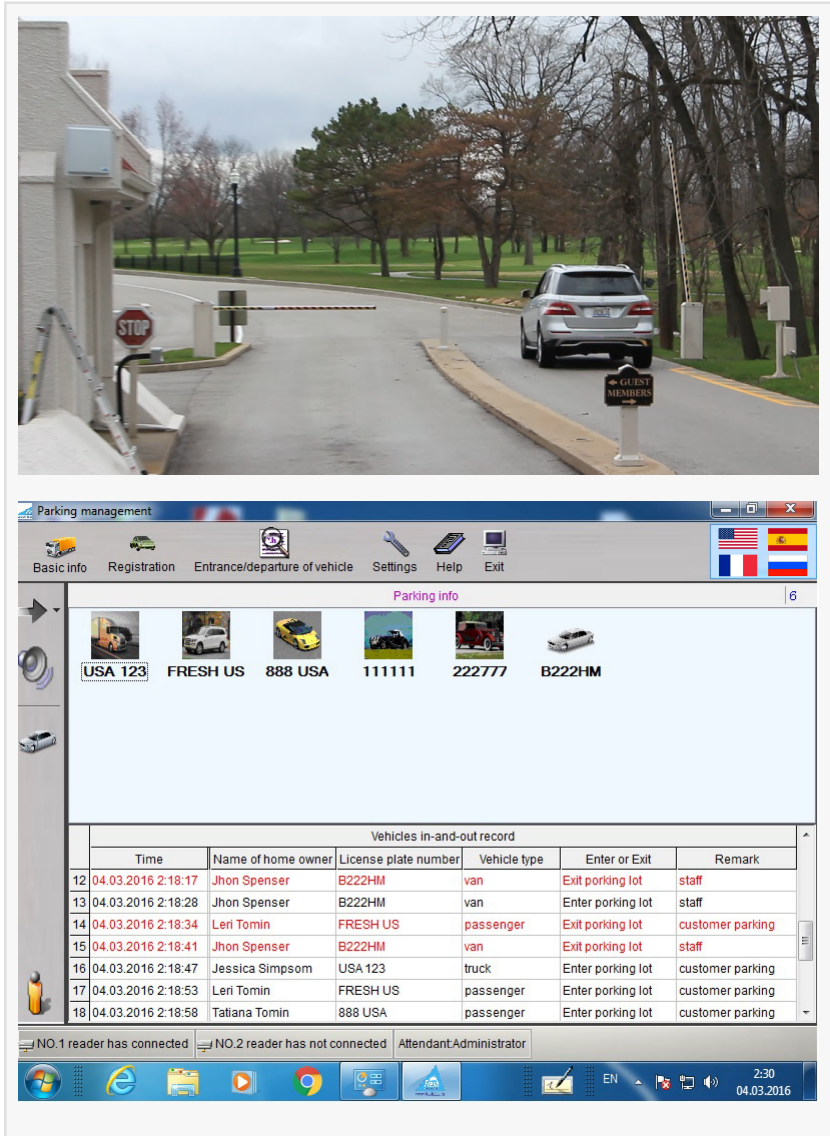 STOP
GUEST
MEMBERS
Parking management
Basic info Registration Entrance/departure of vehicle Settings Help Exit
Parking info 6
USA 123 FRESH US 888 USA 111111 222777 B222HM
Vehicles in-and-out record
Time Name of home owner License plate number Vehicle type Enter or Exit Remark
12 04.03.2016 2:18:17 Jhon Spenser B222HM van Exit porking lot staff
13 04.03.2016 2:18:28 Jhon Spenser B222HM van Enter porking lot staff
14 04.03.2016 2:18:34 Leri Tomin FRESH US passenger Exit porking lot customer parking
15 04.03.2016 2:18:41 Jhon Spenser B222HM van Exit porking lot staff
16 04.03.2016 2:18:47 Jessica Simpsom USA 123 truck Enter porking lot customer parking
17 04.03.2016 2:18:53 Leri Tomin FRESH US passenger Enter porking lot customer parking
18 04.03.2016 2:18:58 Tatiana Tomin 888 USA passenger Enter porking lot customer parking
NO.1 reader has connected NO.2 reader has not connected Attendant:Administrator
EN 2:30
04.03.2016